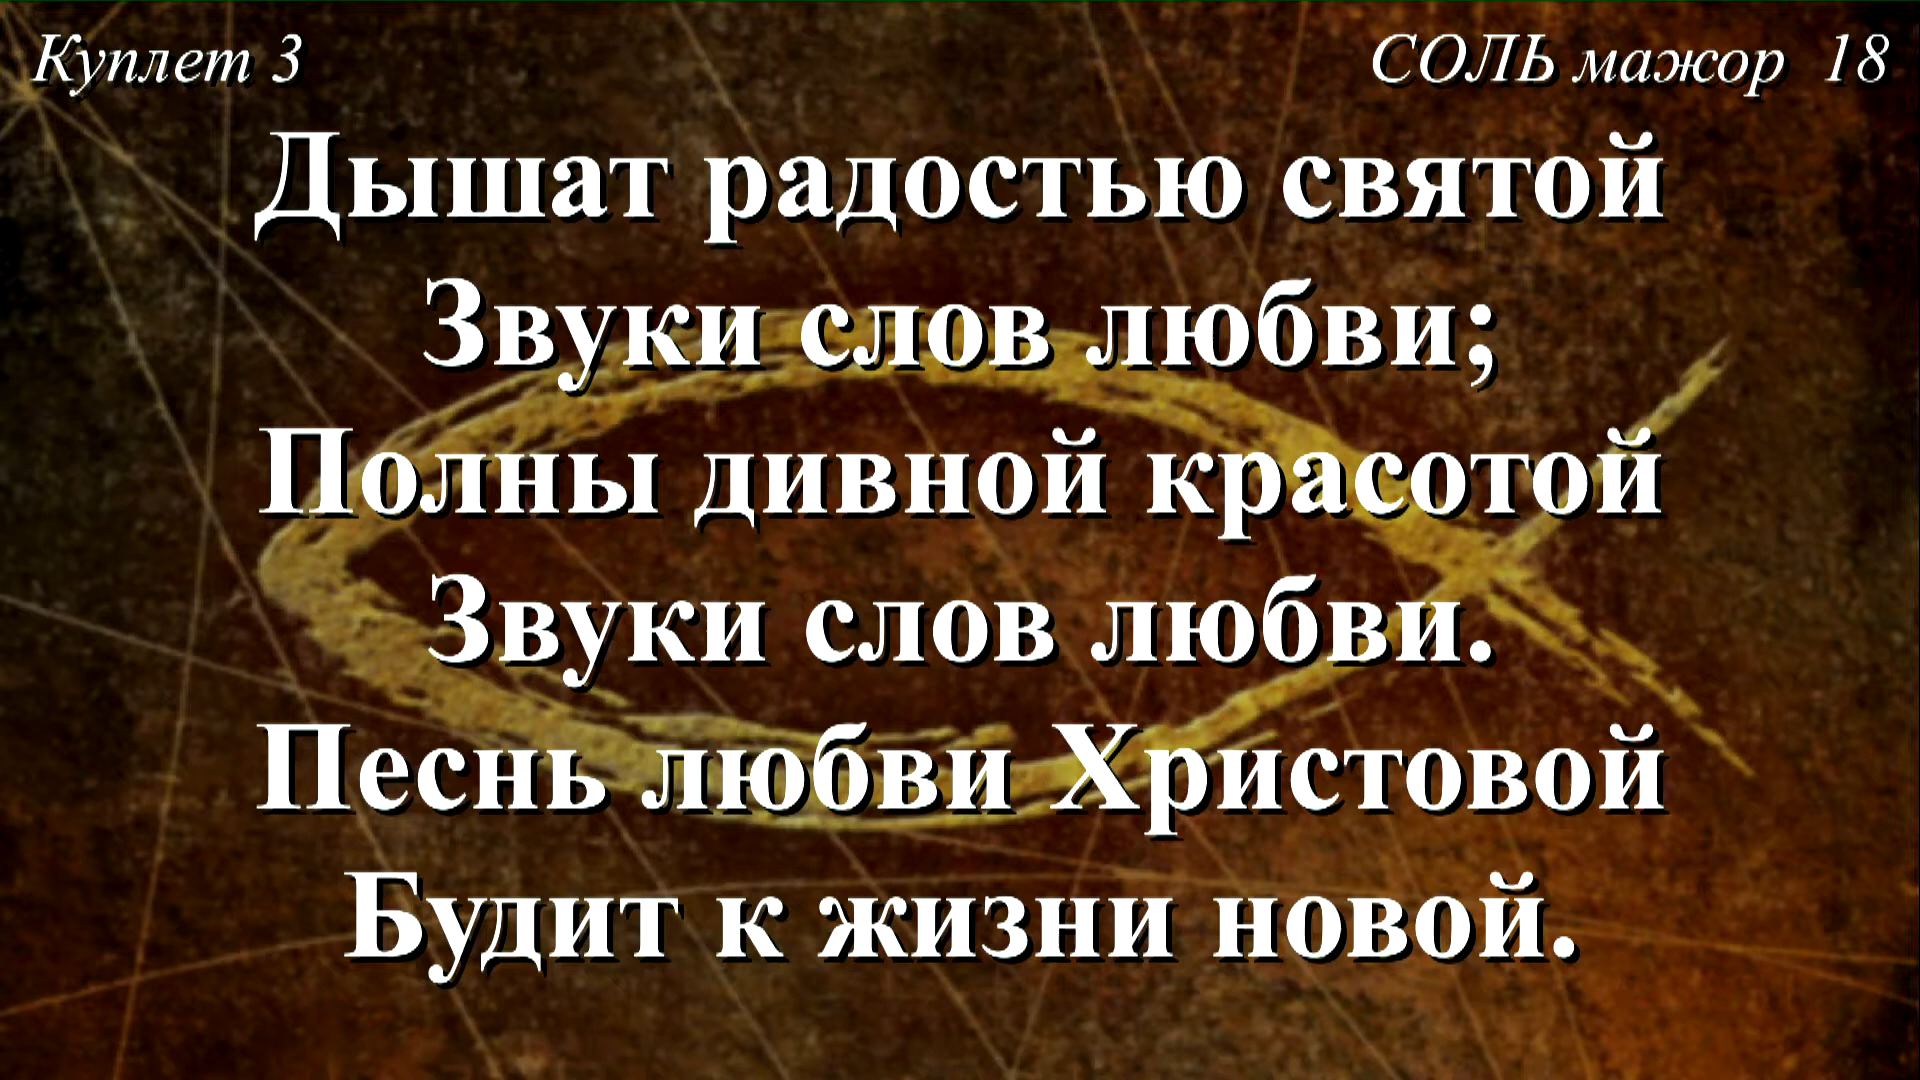 Куплет 3
СОЛЬ мажор 18
Дышат радостью святой
Звуки слов любви;
Полны дивной красотой
Звуки слов любви.
Песнь любви Христовой
Будит к жизни новой.